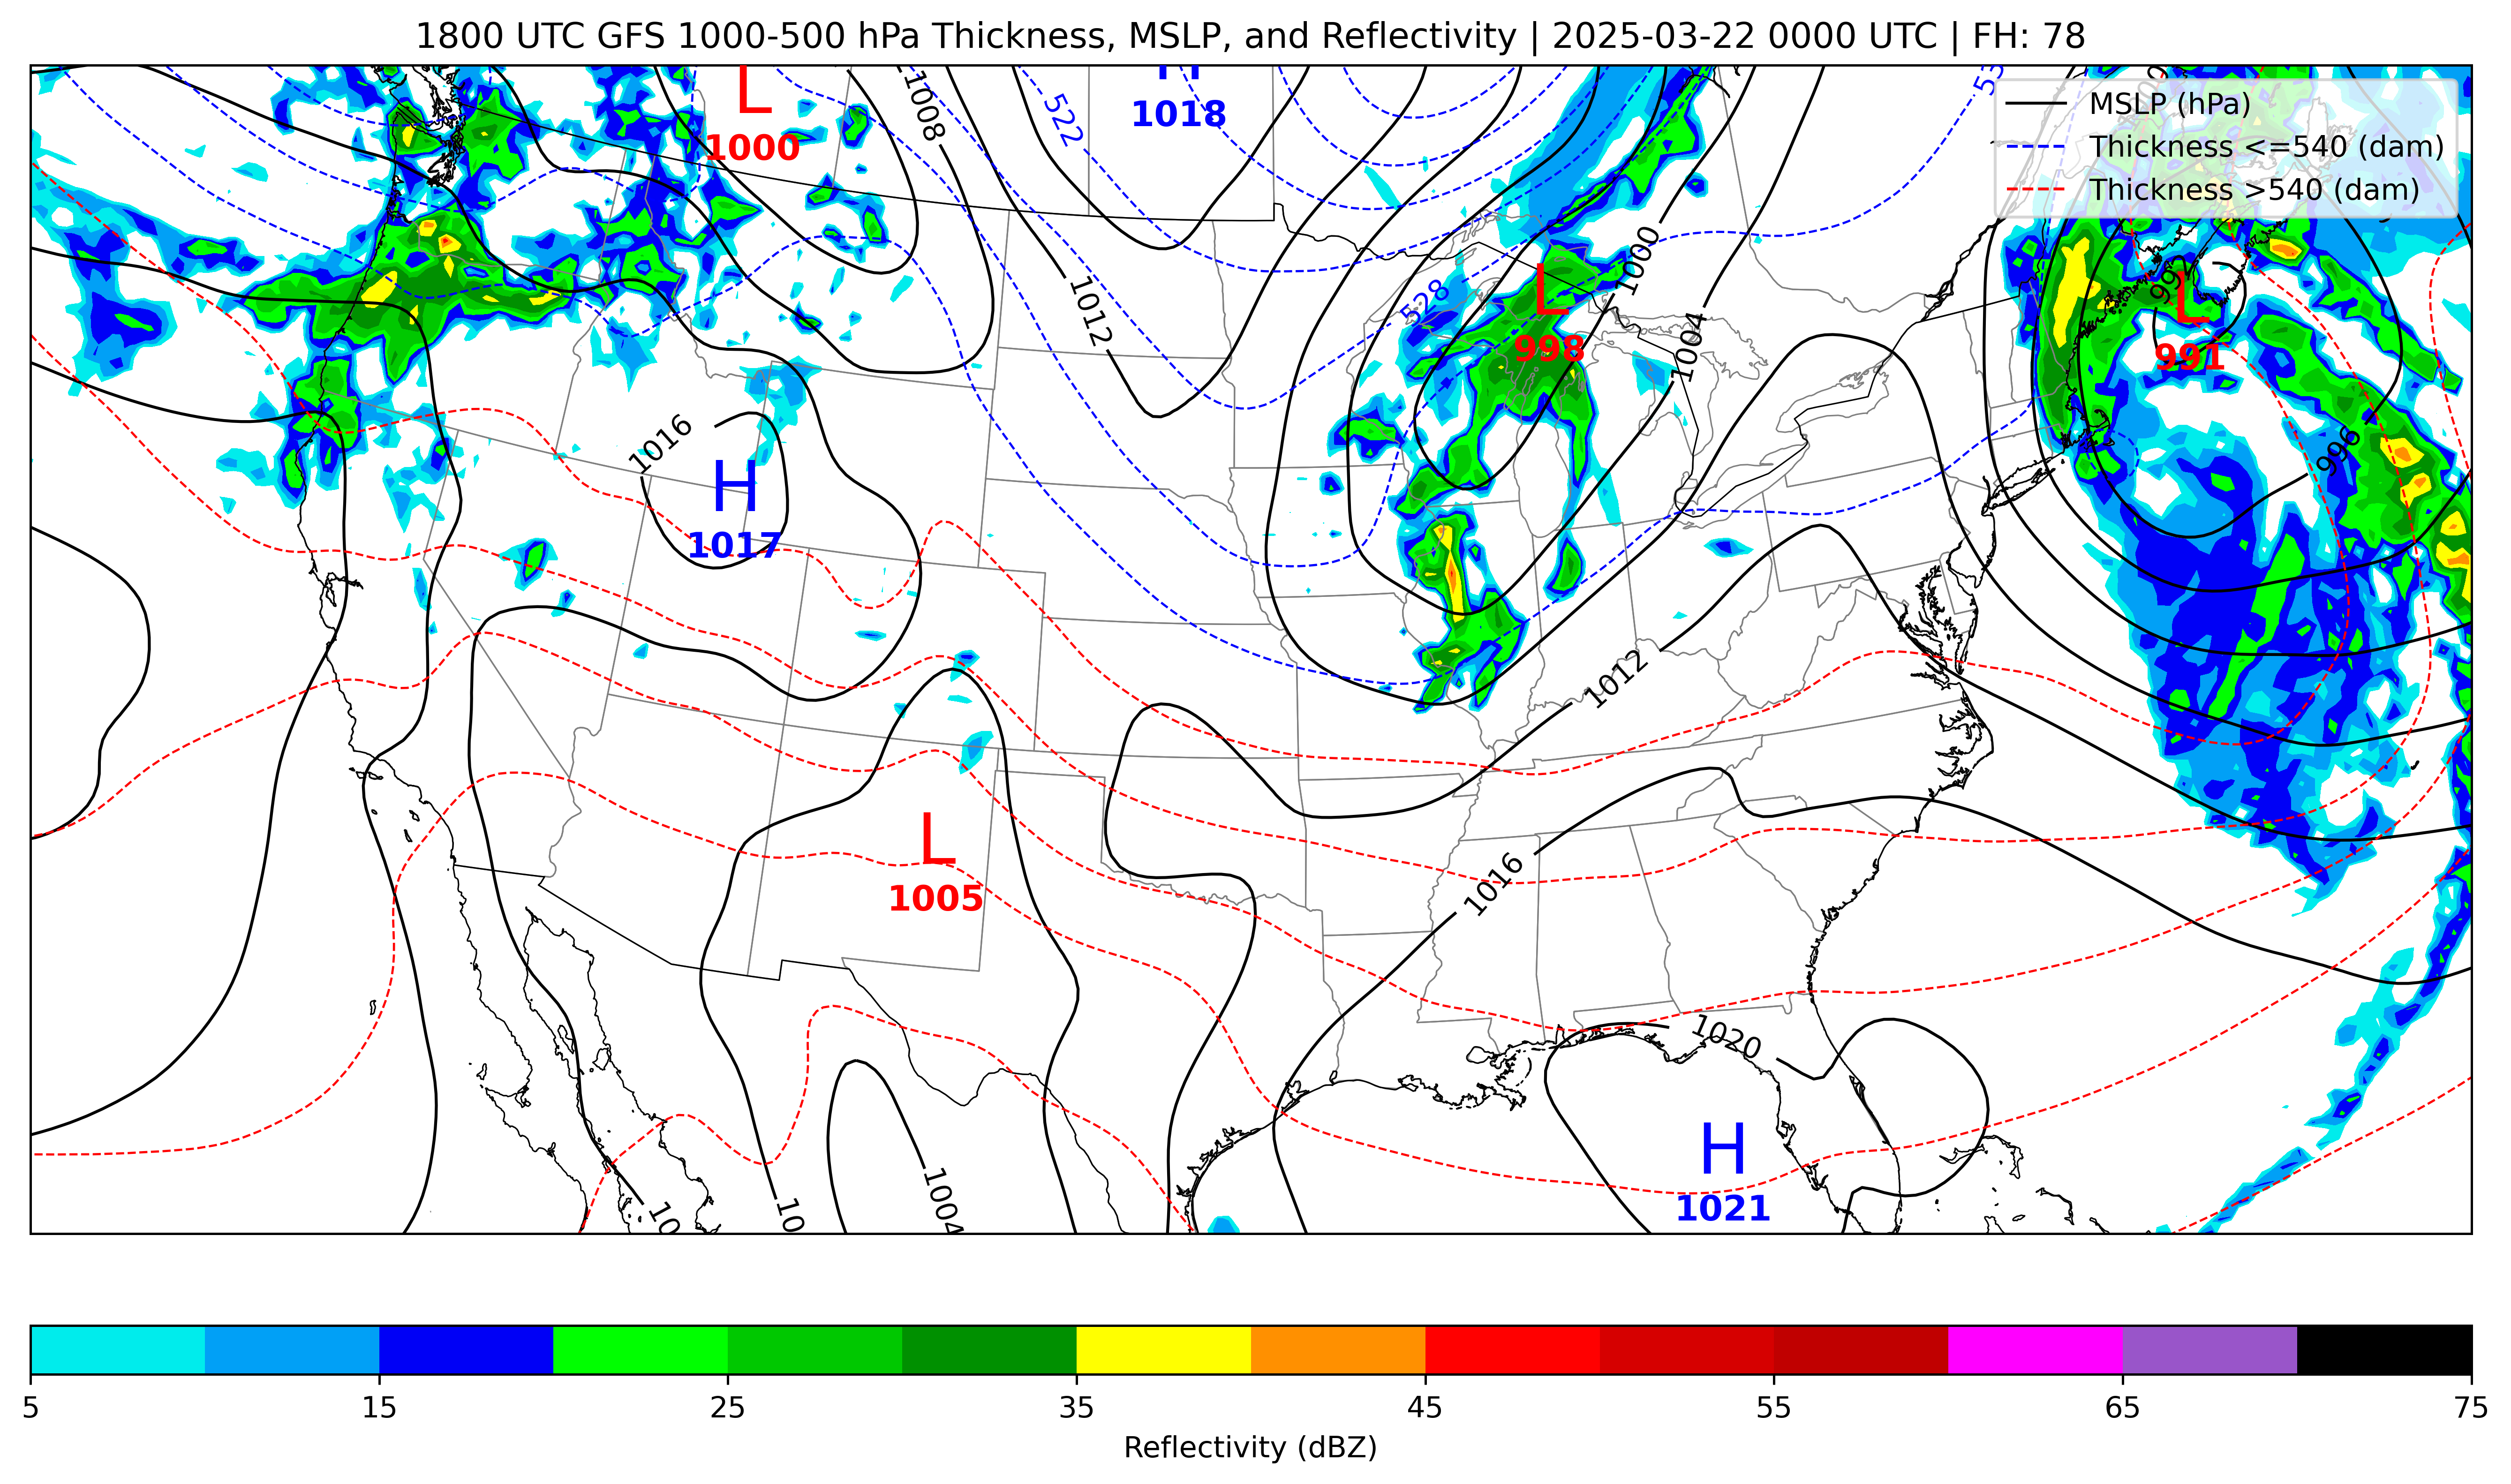 1800 UTC GFS 1000-500 hPa Thickness, MSLP, and Reflectivity | 2025-03-22 0000 UTC | FH: 78
MSLP (hPa)
Thickness <=540 (dam)
Thickness >540 (dam)
L
1000
1008
522
H
1018
1012
528
L
998
1000
1004
L
991
996
1016
H
1017
1012
L
1005
1016
1020
H
1021
10
10
1004
5
15
25
35
45
55
65
75
Reflectivity (dBZ)